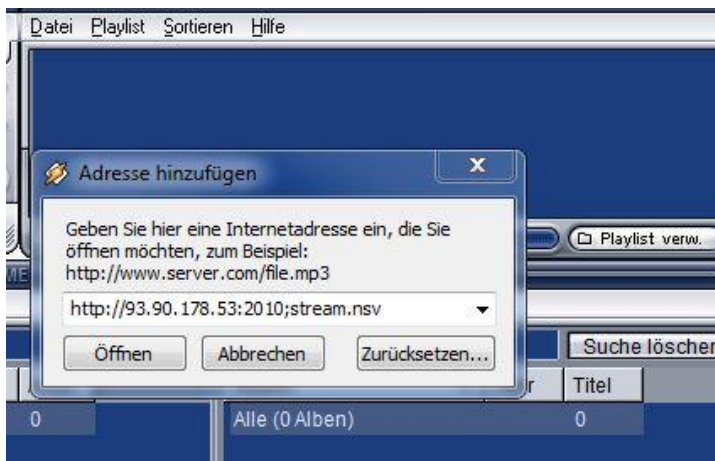 Datei Playlist Sortieren Hilfe
Adresse hinzufügen
Geben Sie hier eine Internetadresse ein, die Sie
öffnen möchten, zum Beispiel:
http://www.server.com/file.mp3
http://93.90.178.53:2010;stream.nsv
Öffnen Abbrechen Zurücksetzen...
Playlist verw.
Suche löschen
Titel
0 Alle (0 Alben) 0